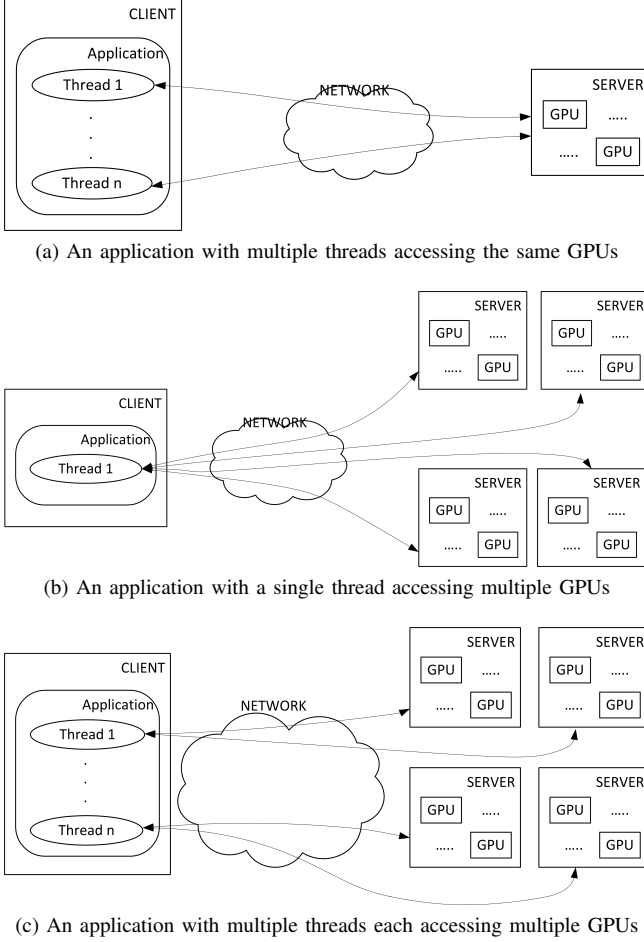 CLIENT
Application
Thread 1
.
.
.
Thread n
NETWORK
SERVER
GPU .....
..... GPU
(a) An application with multiple threads accessing the same GPUs
CLIENT
Application
Thread 1
NETWORK
SERVER
GPU .....
..... GPU
SERVER
GPU .....
..... GPU
SERVER
GPU .....
..... GPU
SERVER
GPU .....
..... GPU
(b) An application with a single thread accessing multiple GPUs
CLIENT
Application
Thread 1
.
.
.
Thread n
NETWORK
SERVER
GPU .....
..... GPU
SERVER
GPU .....
..... GPU
SERVER
GPU .....
..... GPU
SERVER
GPU .....
..... GPU
(c) An application with multiple threads each accessing multiple GPUs